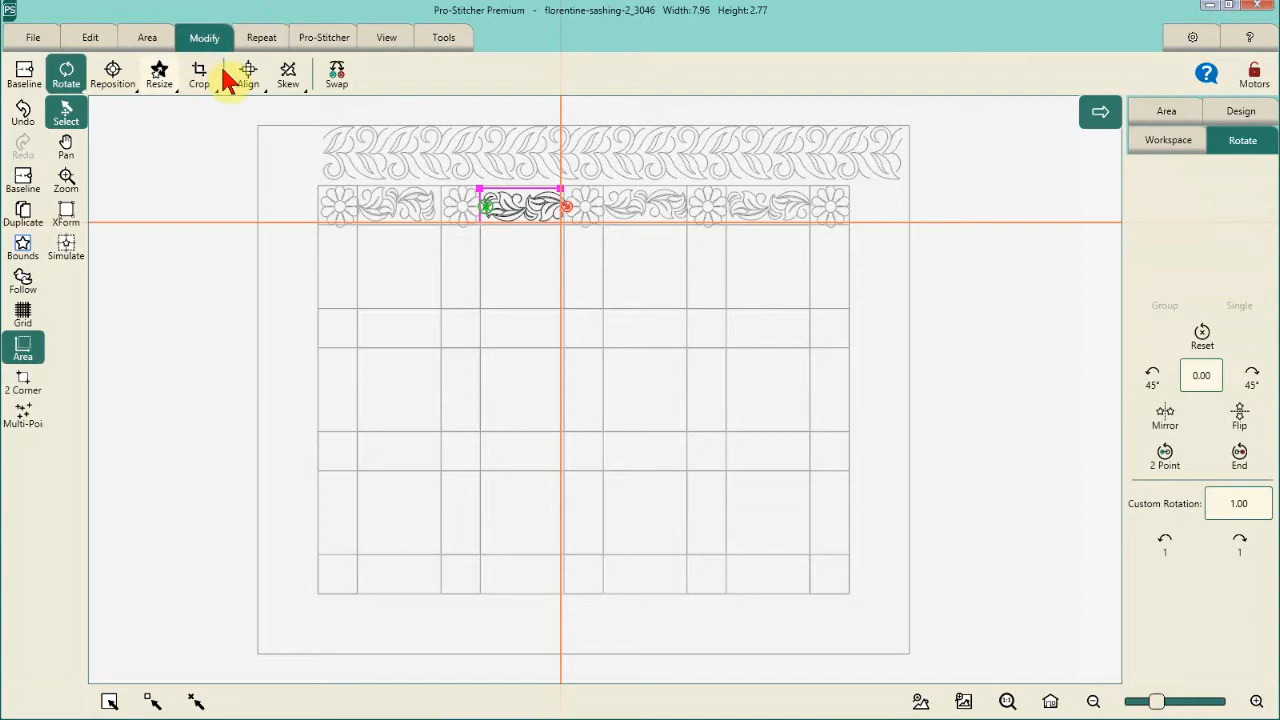 PS
Pro-Stitcher Premium - florentine-sashing-2_3046 Width:7.96 Height:2.77
File Edit Area Modify Repeat Pro-Stitcher View Tools
Baseline Rotate Reposition Resize Crop Align Skew Swap
Motors
Undo Select
Redo Pan
Baseline Zoom
Duplicate XForm
Bounds Simulate
Follow
Grid
Area
2 Corner
Multi-Poi
Area Design
Workspace Rotate
Group Single
Reset
45° 0.00 45°
Mirror Flip
2 Point End
Custom Rotation: 1.00
1 1
1:1